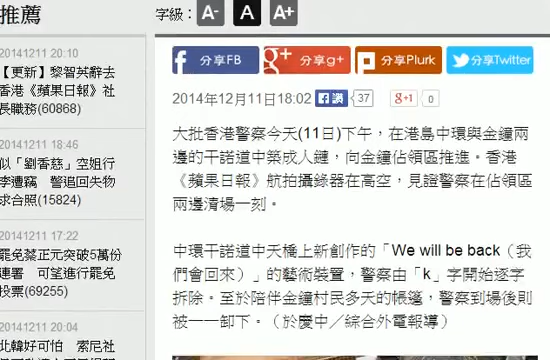 推薦
字級：A- A A+
20141211 20:10
【更新】黎智英辭去
香港《蘋果日報》社
長職務(60868)
20141211 18:46
似「劉香慈」空姐行
李遭竊　警追回失物
求合照(15824)
20141211 17:22
罷免蔡正元突破5萬份
連署　可望進行罷免
投票(69255)
20141211 20:04
北韓好可怕　索尼社
分享FB 分享g+ 分享Plurk 分享Twitter
2014年12月11日18:02 讚 37 g+1 0
大批香港警察今天(11日)下午，在港島中環與金鐘兩
邊的干諾道中築成人鏈，向金鐘佔領區推進。香港
《蘋果日報》航拍攝錄器在高空，見證警察在佔領區
兩邊清場一刻。
中環干諾道中天橋上新創作的「We will be back（我
們會回來）」的藝術裝置，警察由「k」字開始逐字
拆除。至於陪伴金鐘村民多天的帳篷，警察到場後則
被一一卸下。（於慶中／綜合外電報導）